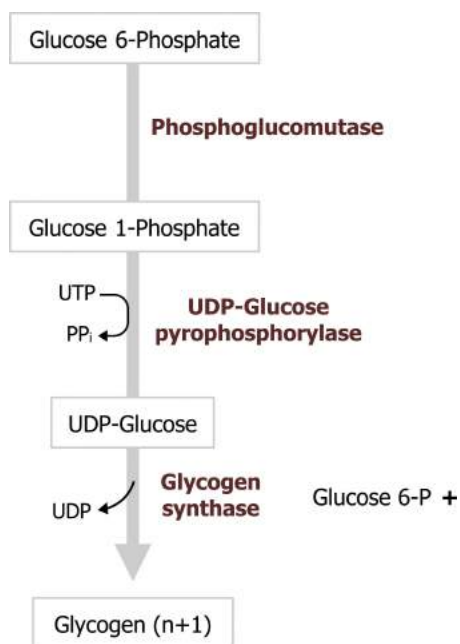 Glucose 6-Phosphate
Phosphoglucomutase
Glucose 1-Phosphate
UTP
UDP-Glucose
pyrophosphorylase
PPi
UDP-Glucose
Glycogen
synthase
Glucose 6-P +
UDP
Glycogen (n+1)